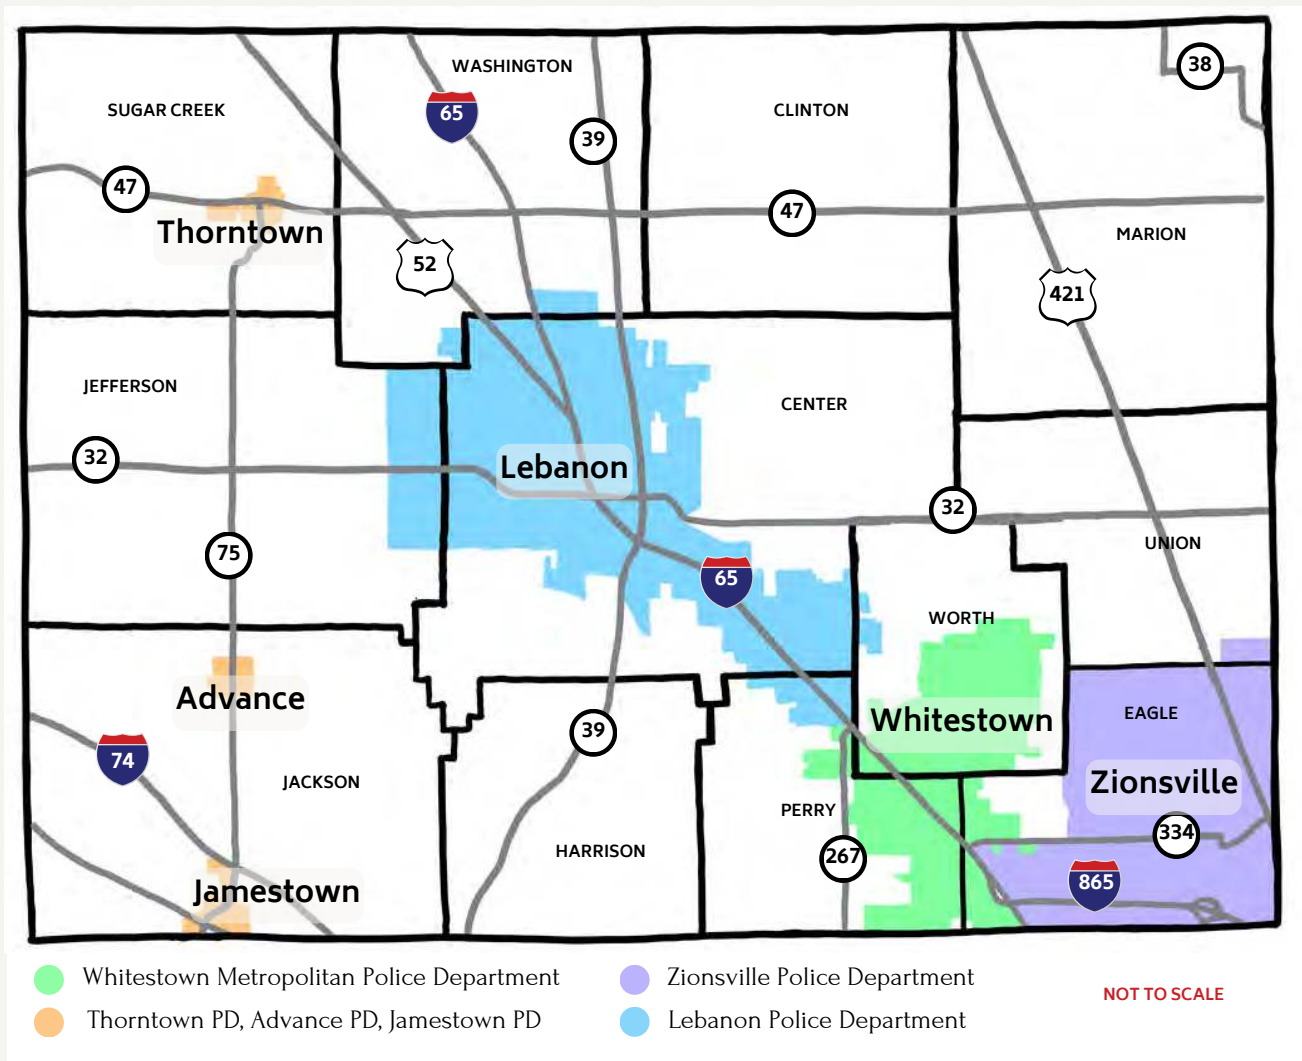 WASHINGTON
38
65
SUGAR CREEK
CLINTON
39
47
47
Thorntown
MARION
52
421
JEFFERSON
CENTER
32
Lebanon
32
75
UNION
65
WORTH
Advance
EAGLE
Whitestown
39
74
JACKSON
Zionsville
PERRY
334
HARRISON
267
865
Jamestown
Whitestown Metropolitan Police Department
Zionsville Police Department
NOT TO SCALE
Thorntown PD, Advance PD, Jamestown PD
Lebanon Police Department